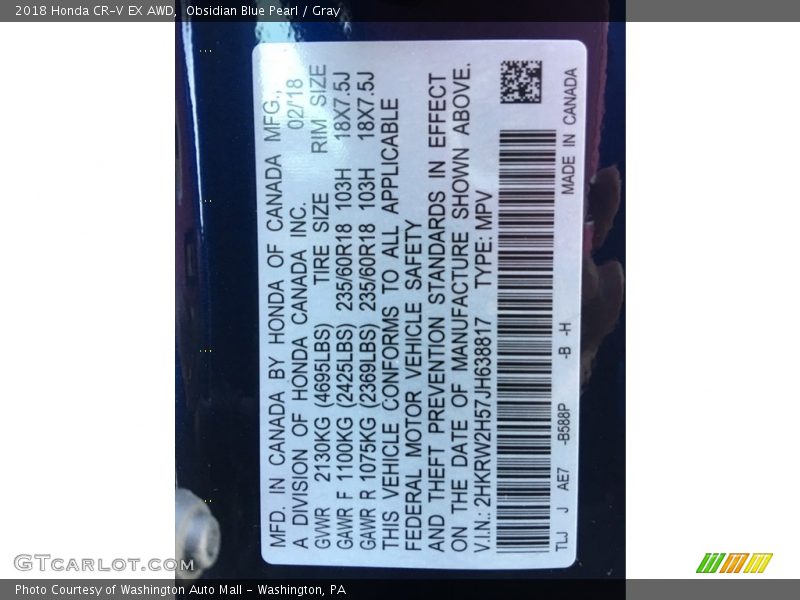 2018 Honda CR-V EX AWD, Obsidian Blue Pearl / Gray
MFD. IN CANADA BY HONDA OF CANADA MFG.,
A DIVISION OF HONDA CANADA INC. 02/'18
GVWR 2130KG (4695LBS) TIRE SIZE RIM SIZE
GAWR F 1100KG (2425LBS) 235/60R18 103H 18X7.5J
GAWR R 1075KG (2369LBS) 235/60R18 103H 18X7.5J
THIS VEHICLE CONFORMS TO ALL APPLICABLE
FEDERAL MOTOR VEHICLE SAFETY
AND THEFT PREVENTION STANDARDS IN EFFECT
ON THE DATE OF MANUFACTURE SHOWN ABOVE.
V.I.N.: 2HKRW2H57JH638817 TYPE: MPV
TLJ J AE7 -B588P -B -H MADE IN CANADA
GTCarLot.com
Photo Courtesy of Washington Auto Mall - Washington, PA